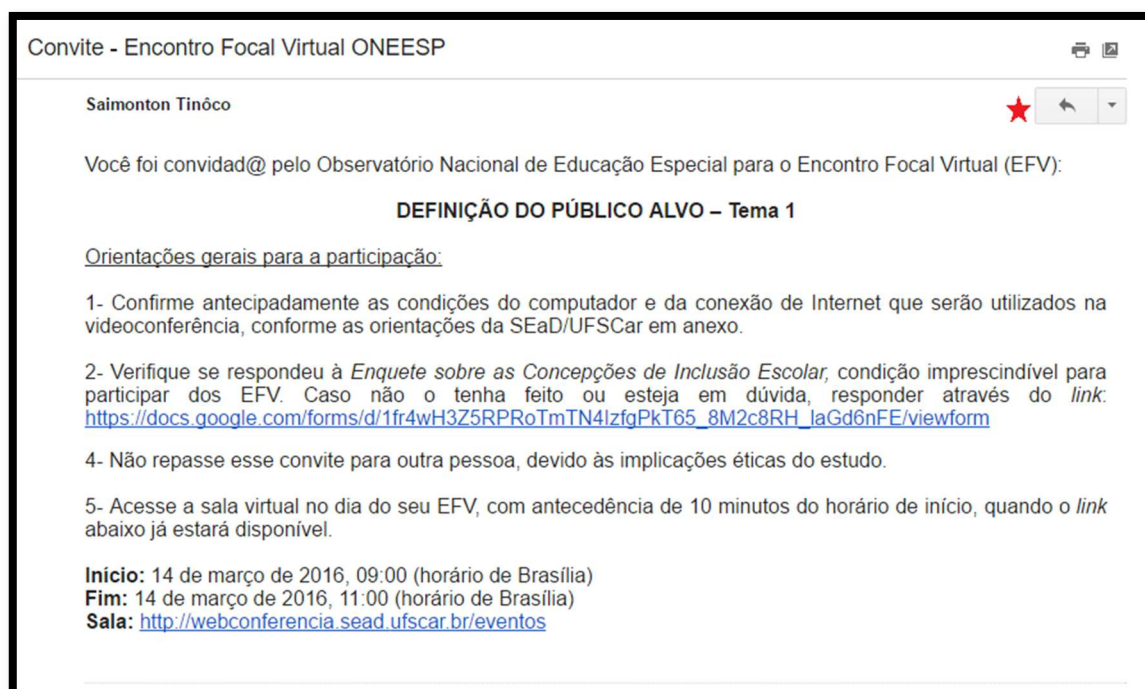 Convite - Encontro Focal Virtual ONEESP
Saimonton Tinôco
Você foi convidad@ pelo Observatório Nacional de Educação Especial para o Encontro Focal Virtual (EFV):
DEFINIÇÃO DO PÚBLICO ALVO – Tema 1
Orientações gerais para a participação:
1- Confirme antecipadamente as condições do computador e da conexão de Internet que serão utilizados na
videoconferência, conforme as orientações da SEaD/UFSCar em anexo.
2- Verifique se respondeu à Enquete sobre as Concepções de Inclusão Escolar, condição imprescindível para
participar dos EFV. Caso não o tenha feito ou esteja em dúvida, responder através do link:
https://docs.google.com/forms/d/1fr4wH3Z5RPRoTmTN4IzfgPkT65_8M2c8RH_laGd6nFE/viewform
4- Não repasse esse convite para outra pessoa, devido às implicações éticas do estudo.
5- Acesse a sala virtual no dia do seu EFV, com antecedência de 10 minutos do horário de início, quando o link
abaixo já estará disponível.
Início: 14 de março de 2016, 09:00 (horário de Brasília)
Fim: 14 de março de 2016, 11:00 (horário de Brasília)
Sala: http://webconferencia.sead.ufscar.br/eventos